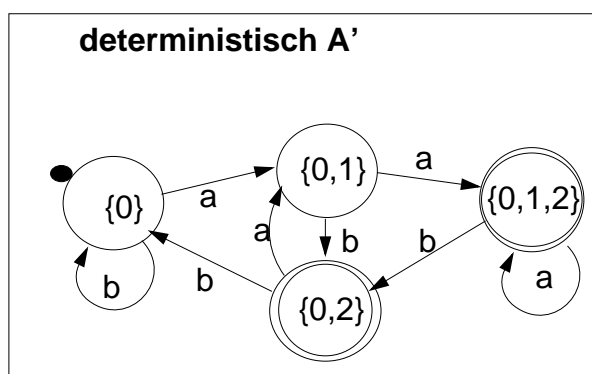 deterministisch A’
{0,1}
a
{0}
a
{0,1,2}
a
b
b
b
b
a
{0,2}